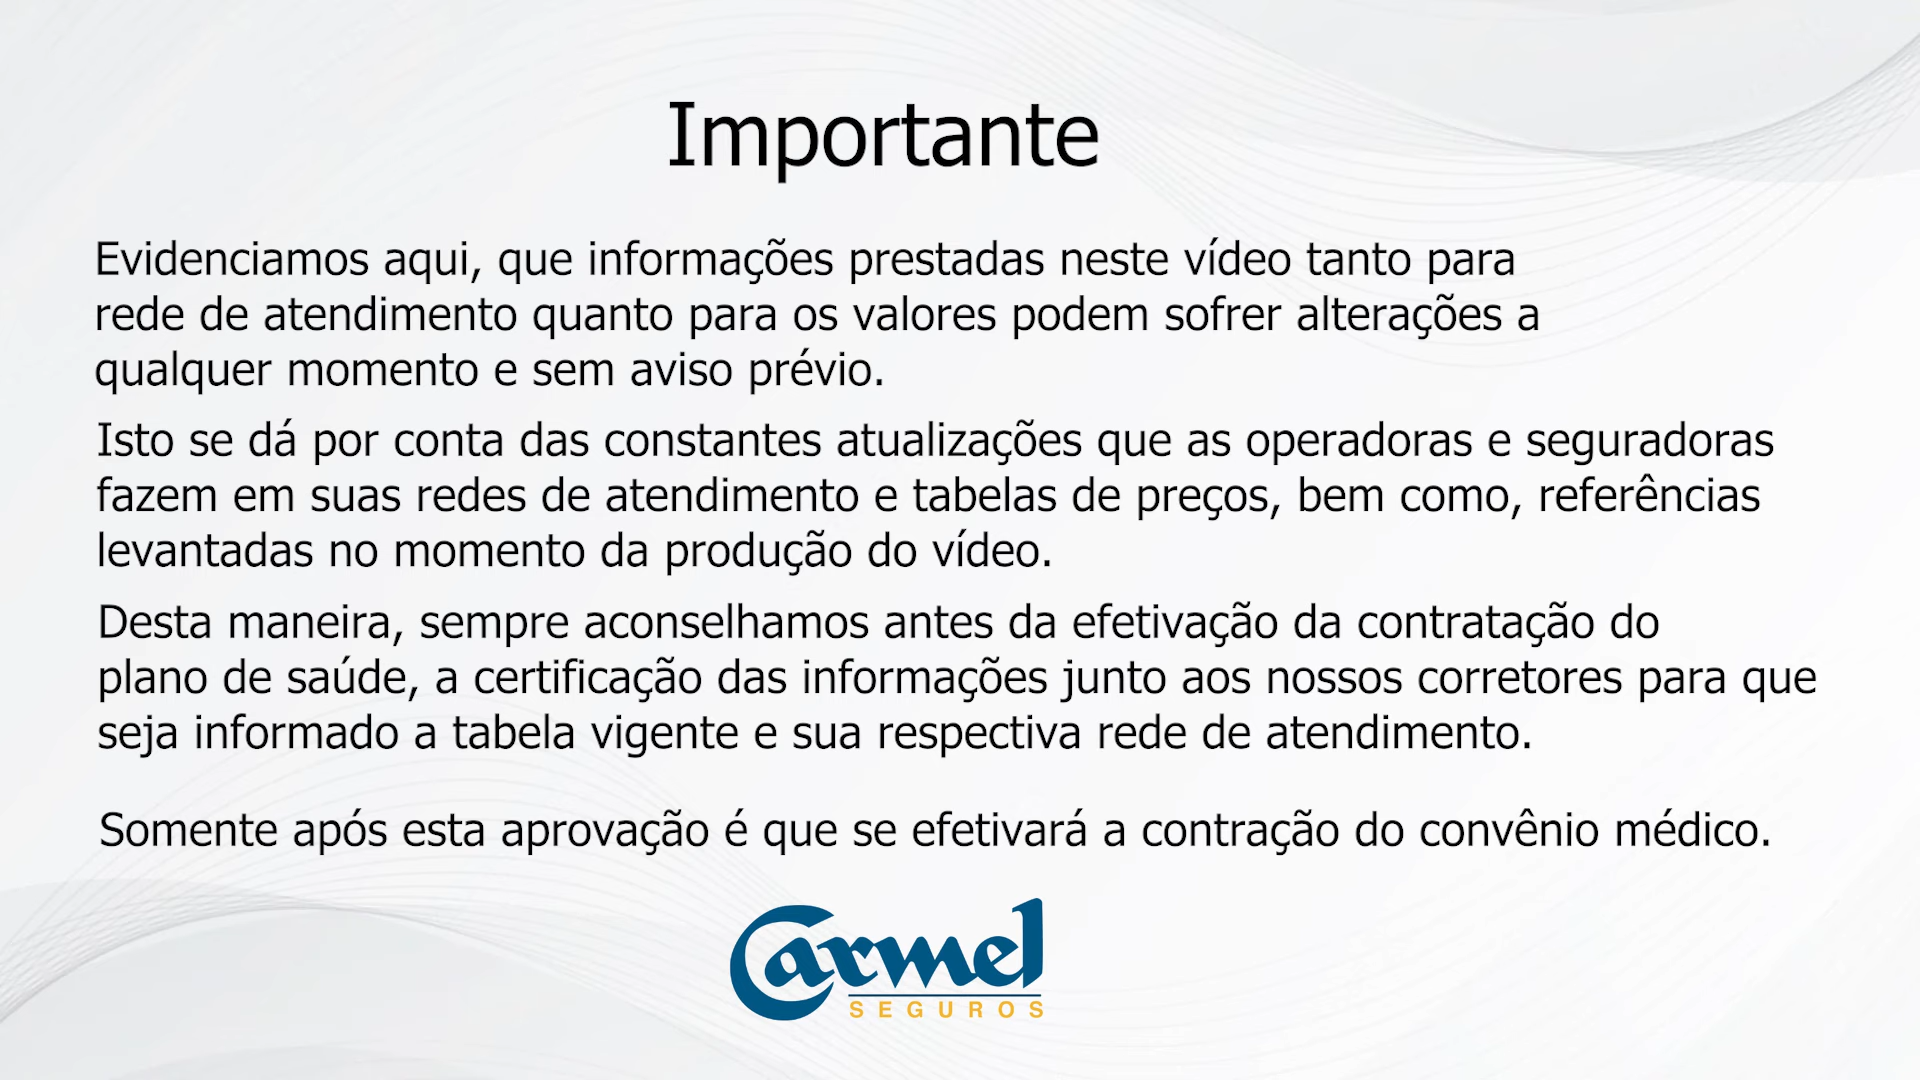 Importante
Evidenciamos aqui, que informações prestadas neste vídeo tanto para
rede de atendimento quanto para os valores podem sofrer alterações a
qualquer momento e sem aviso prévio.
Isto se dá por conta das constantes atualizações que as operadoras e seguradoras
fazem em suas redes de atendimento e tabelas de preços, bem como, referências
levantadas no momento da produção do vídeo.
Desta maneira, sempre aconselhamos antes da efetivação da contratação do
plano de saúde, a certificação das informações junto aos nossos corretores para que
seja informado a tabela vigente e sua respectiva rede de atendimento.
Somente após esta aprovação é que se efetivará a contração do convênio médico.
Carmel
SEGUROS